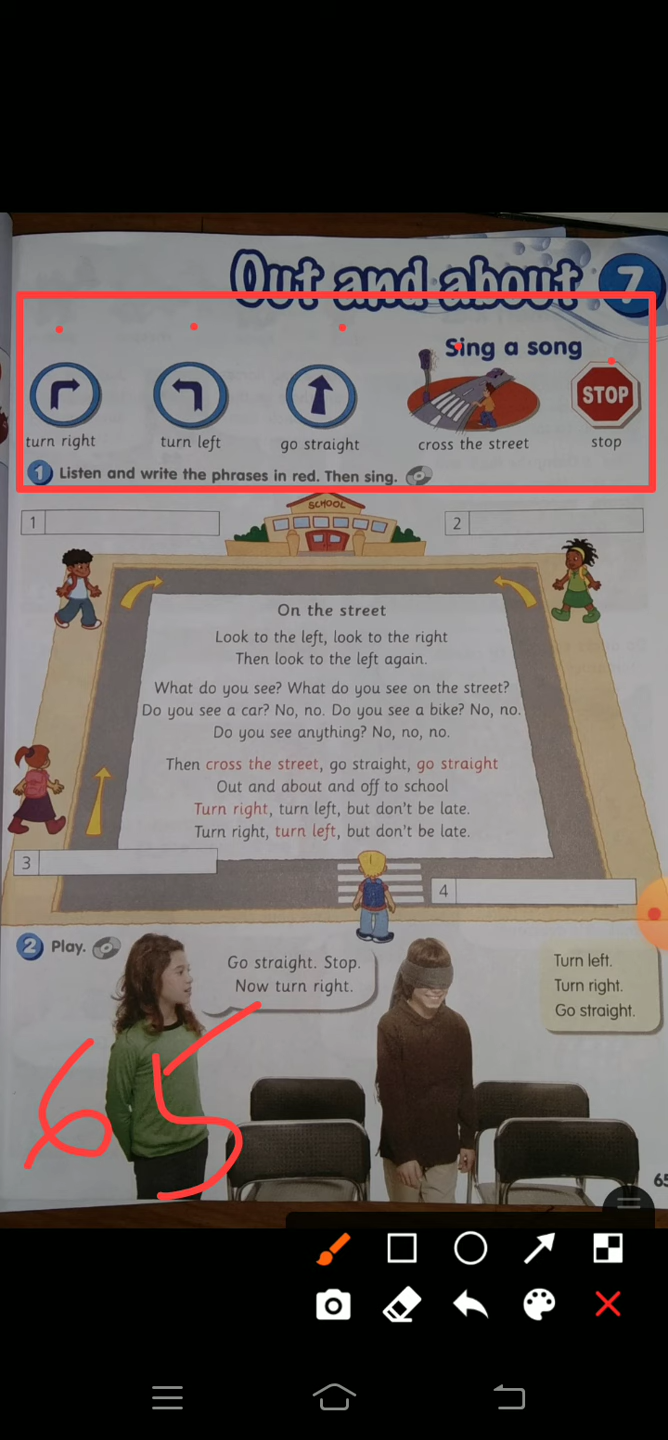 Out and about 7
Sing a song
STOP
turn right turn left go straight cross the street stop
1 Listen and write the phrases in red. Then sing.
SCHOOL
1
2
On the street
Look to the left, look to the right
Then look to the left again.
What do you see? What do you see on the street?
Do you see a car? No, no. Do you see a bike? No, no.
Do you see anything? No, no, no.
Then cross the street, go straight, go straight
Out and about and off to school
Turn right, turn left, but don't be late.
Turn right, turn left, but don't be late.
3
4
2 Play.
Go straight. Stop.
Now turn right.
Turn left.
Turn right.
Go straight.
65
65